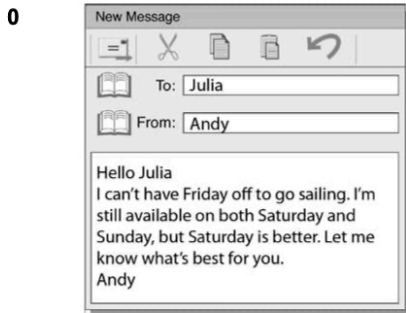 0
New Message
To: Julia
From: Andy
Hello Julia
I can't have Friday off to go sailing. I'm
still available on both Saturday and
Sunday, but Saturday is better. Let me
know what's best for you.
Andy